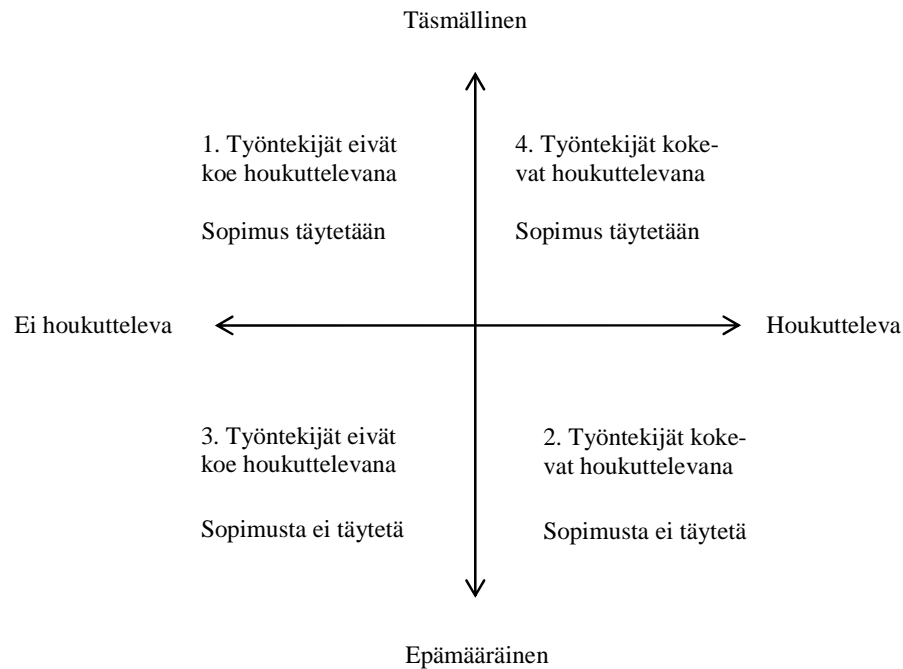 Täsmällinen
1. Työntekijät eivät
koe houkuttelevana
Sopimus täytetään
4. Työntekijät koke-
vat houkuttelevana
Sopimus täytetään
Ei houkutteleva
Houkutteleva
3. Työntekijät eivät
koe houkuttelevana
Sopimusta ei täytetä
2. Työntekijät koke-
vat houkuttelevana
Sopimusta ei täytetä
Epämääräinen